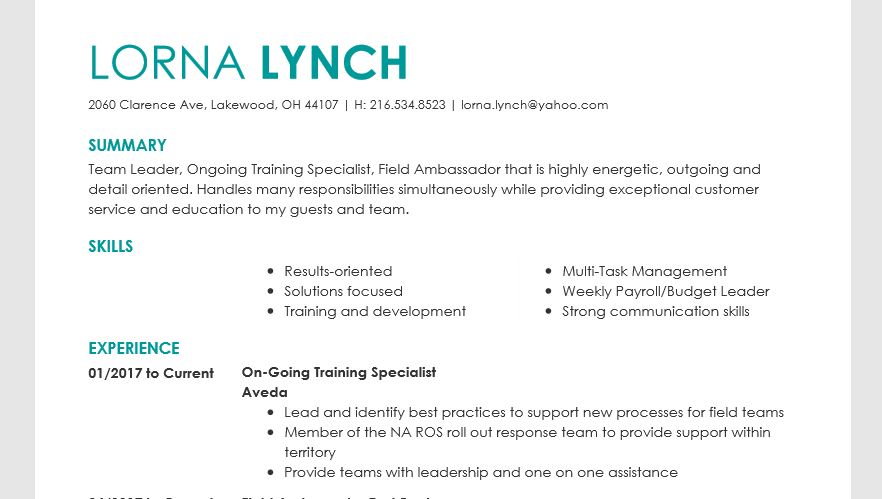 LORNA LYNCH
2060 Clarence Ave, Lakewood, OH 44107 | H: 216.534.8523 | lorna.lynch@yahoo.com
SUMMARY
Team Leader, Ongoing Training Specialist, Field Ambassador that is highly energetic, outgoing and
detail oriented. Handles many responsibilities simultaneously while providing exceptional customer
service and education to my guests and team.
SKILLS
• Results-oriented
• Solutions focused
• Training and development
• Multi-Task Management
• Weekly Payroll/Budget Leader
• Strong communication skills
EXPERIENCE
01/2017 to Current On-Going Training Specialist
Aveda
• Lead and identify best practices to support new processes for field teams
• Member of the NA ROS roll out response team to provide support within
territory
• Provide teams with leadership and one on one assistance